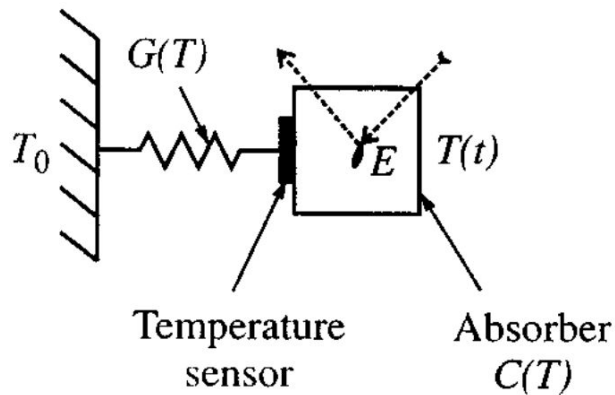 G(T)
T0
E
T(t)
Temperature
sensor
Absorber
C(T)